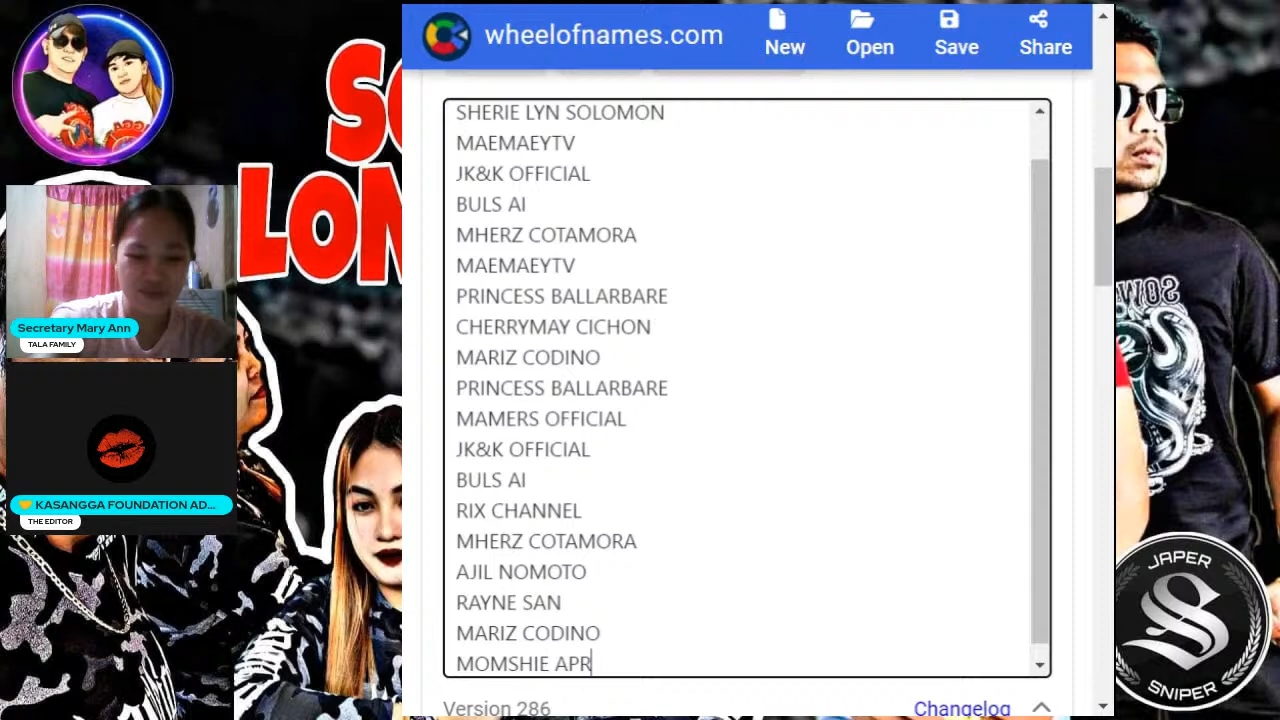 wheelofnames.com
New
Open
Save
Share
SHERIE LYN SOLOMON
MAEMAEYTV
JK&K OFFICIAL
BULS AI
MHERZ COTAMORA
MAEMAEYTV
PRINCESS BALLARBARE
CHERRYMAY CICHON
MARIZ CODINO
PRINCESS BALLARBARE
MAMERS OFFICIAL
JK&K OFFICIAL
BULS AI
RIX CHANNEL
MHERZ COTAMORA
AJIL NOMOTO
RAYNE SAN
MARIZ CODINO
MOMSHIE APR
Version 286
Changelog
Secretary Mary Ann
TALA FAMILY
KASANGGA FOUNDATION AD...
THE EDITOR
JAPER
SNIPER